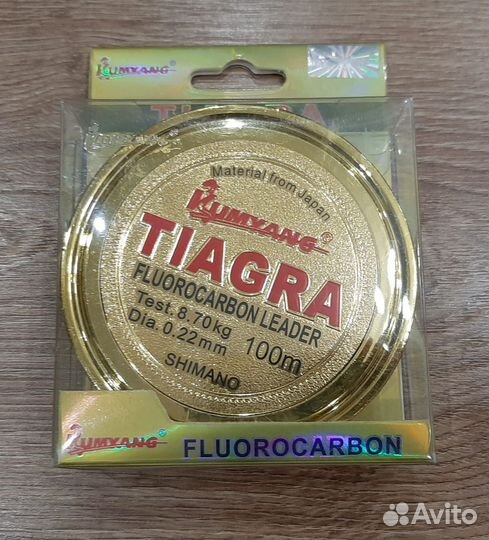 KUMYANG ®
TIAGRA
Material from Japan
KUMYANG ®
TIAGRA
FLUOROCARBON LEADER
Test. 8.70kg
Dia. 0.22mm
100m
SHIMANO
KUMYANG ®
FLUOROCARBON
Avito